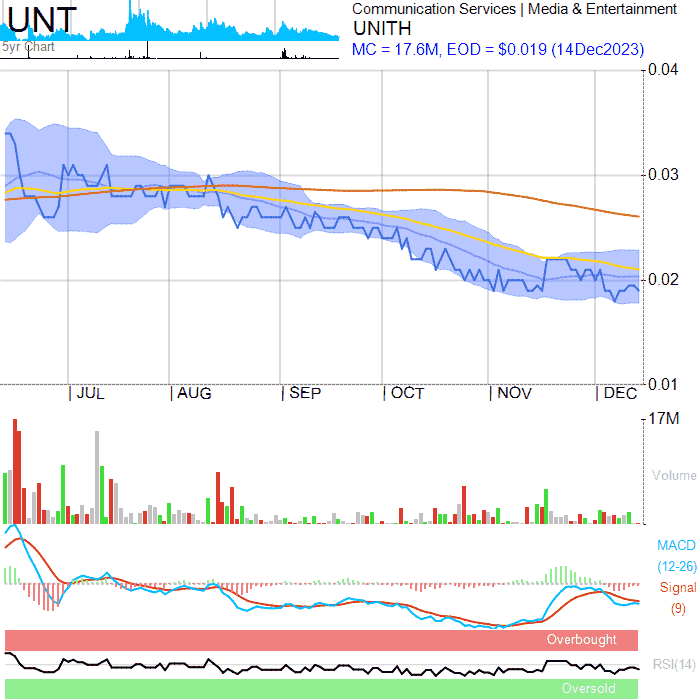 UNT
5yr Chart
Communication Services | Media & Entertainment
UNITH
MC = 17.6M, EOD = $0.019 (14Dec2023)
0.04
0.03
0.02
0.01
| JUL | AUG | SEP | OCT | NOV | DEC
17M
Volume
MACD
(12-26)
Signal
(9)
Overbought
RSI(14)
Oversold